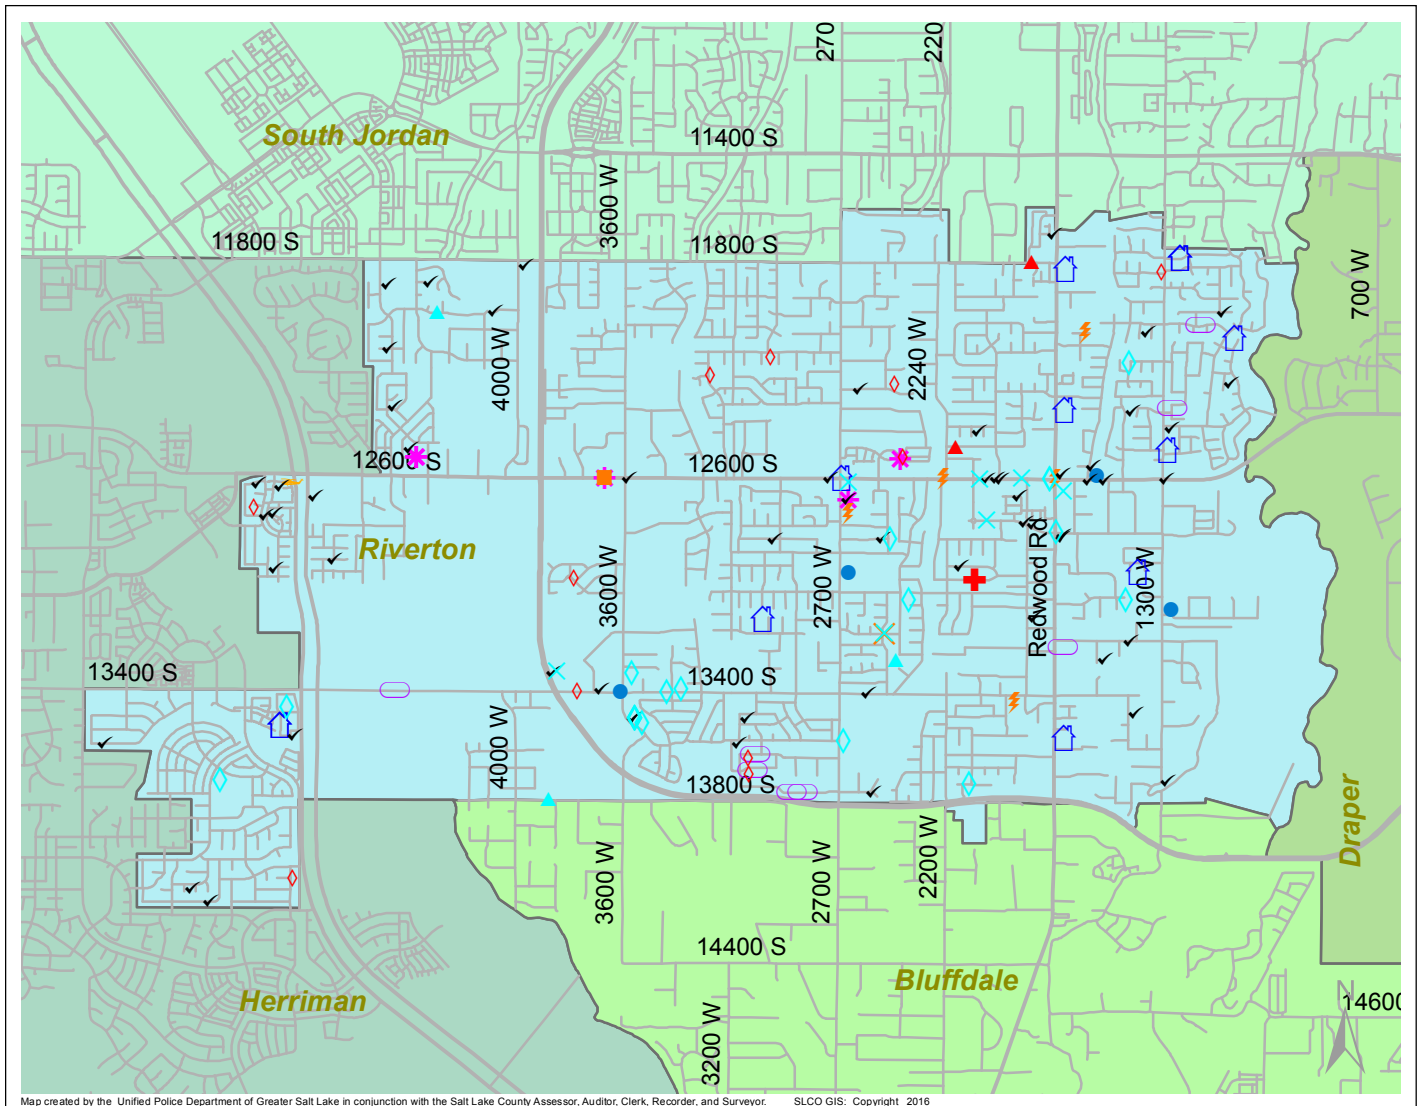 270
220
South Jordan
11400 S
3600 W
11800 S
11800 S
700 W
4000 W
2240 W
12600 S
12600 S
Riverton
3600 W
2700 W
Redwood Rd
1300 W
13400 S
13400 S
4000 W
13800 S
Draper
3600 W
2700 W
2200 W
14400 S
Bluffdale
Herriman
N
14600
3200 W
Map created by the Unified Police Department of Greater Salt Lake in conjunction with the Salt Lake County Assessor, Auditor, Clerk, Recorder, and Surveyor. SLCO GIS: Copyright 2016